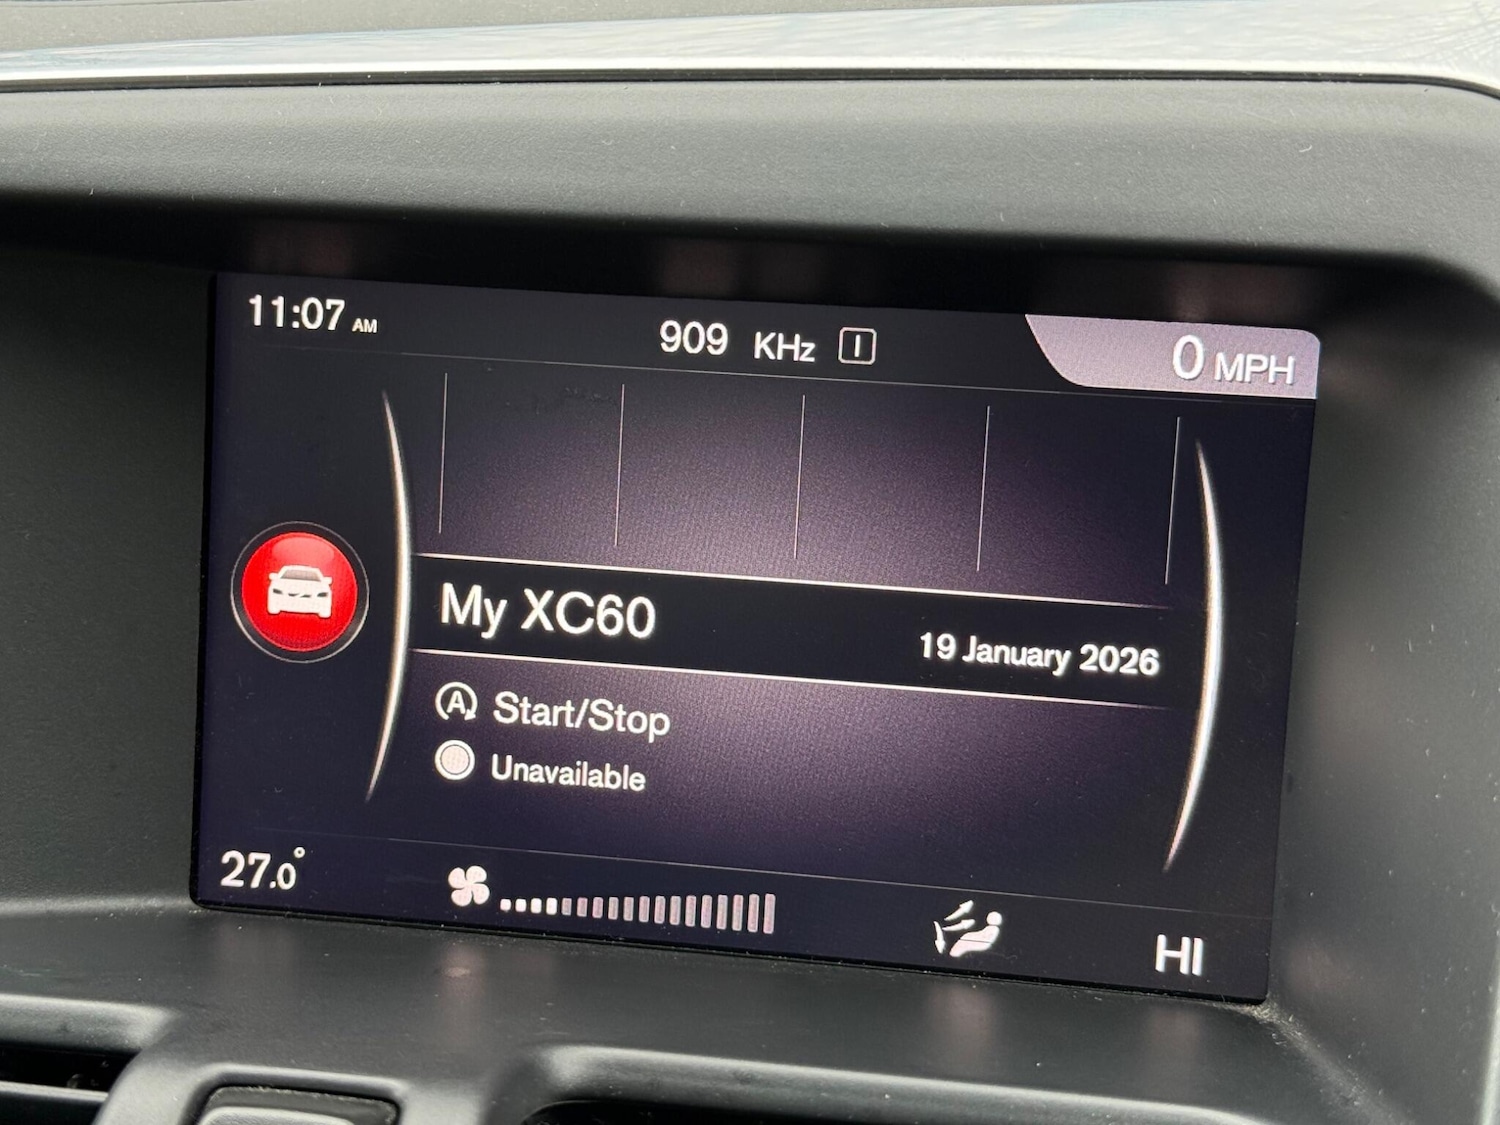 11:07 AM
909 KHz I
0 MPH
My XC60
19 January 2026
A Start/Stop
Unavailable
27.0°
HI